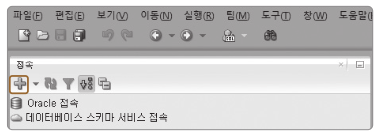 파일(F) 편집(E) 보기(V) 이동(N) 실행(R) 팀(M) 도구(T) 창(W) 도움말(
접속
Oracle 접속
데이터베이스 스키마 서비스 접속